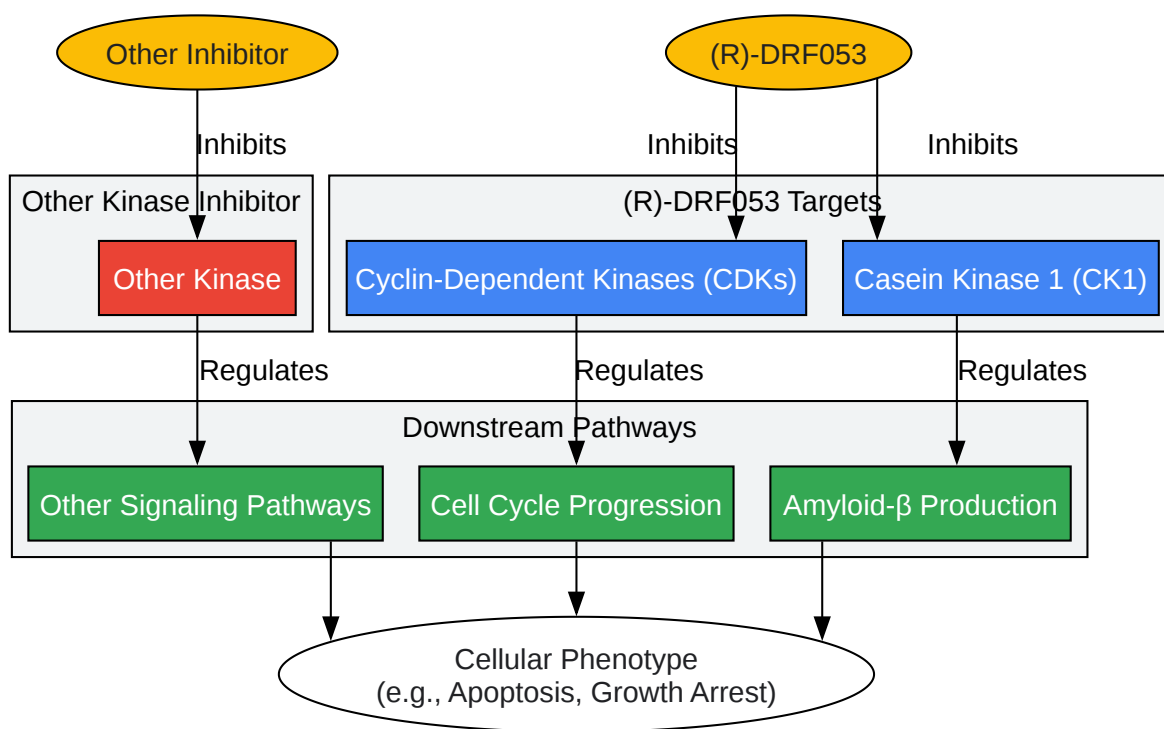 Other Inhibitor
(R)-DRF053
Inhibits
Inhibits
Inhibits
Other Kinase Inhibitor
(R)-DRF053 Targets
Other Kinase
Cyclin-Dependent Kinases (CDKs)
Casein Kinase 1 (CK1)
Regulates
Regulates
Regulates
Downstream Pathways
Other Signaling Pathways
Cell Cycle Progression
Amyloid-β Production
Cellular Phenotype
(e.g., Apoptosis, Growth Arrest)